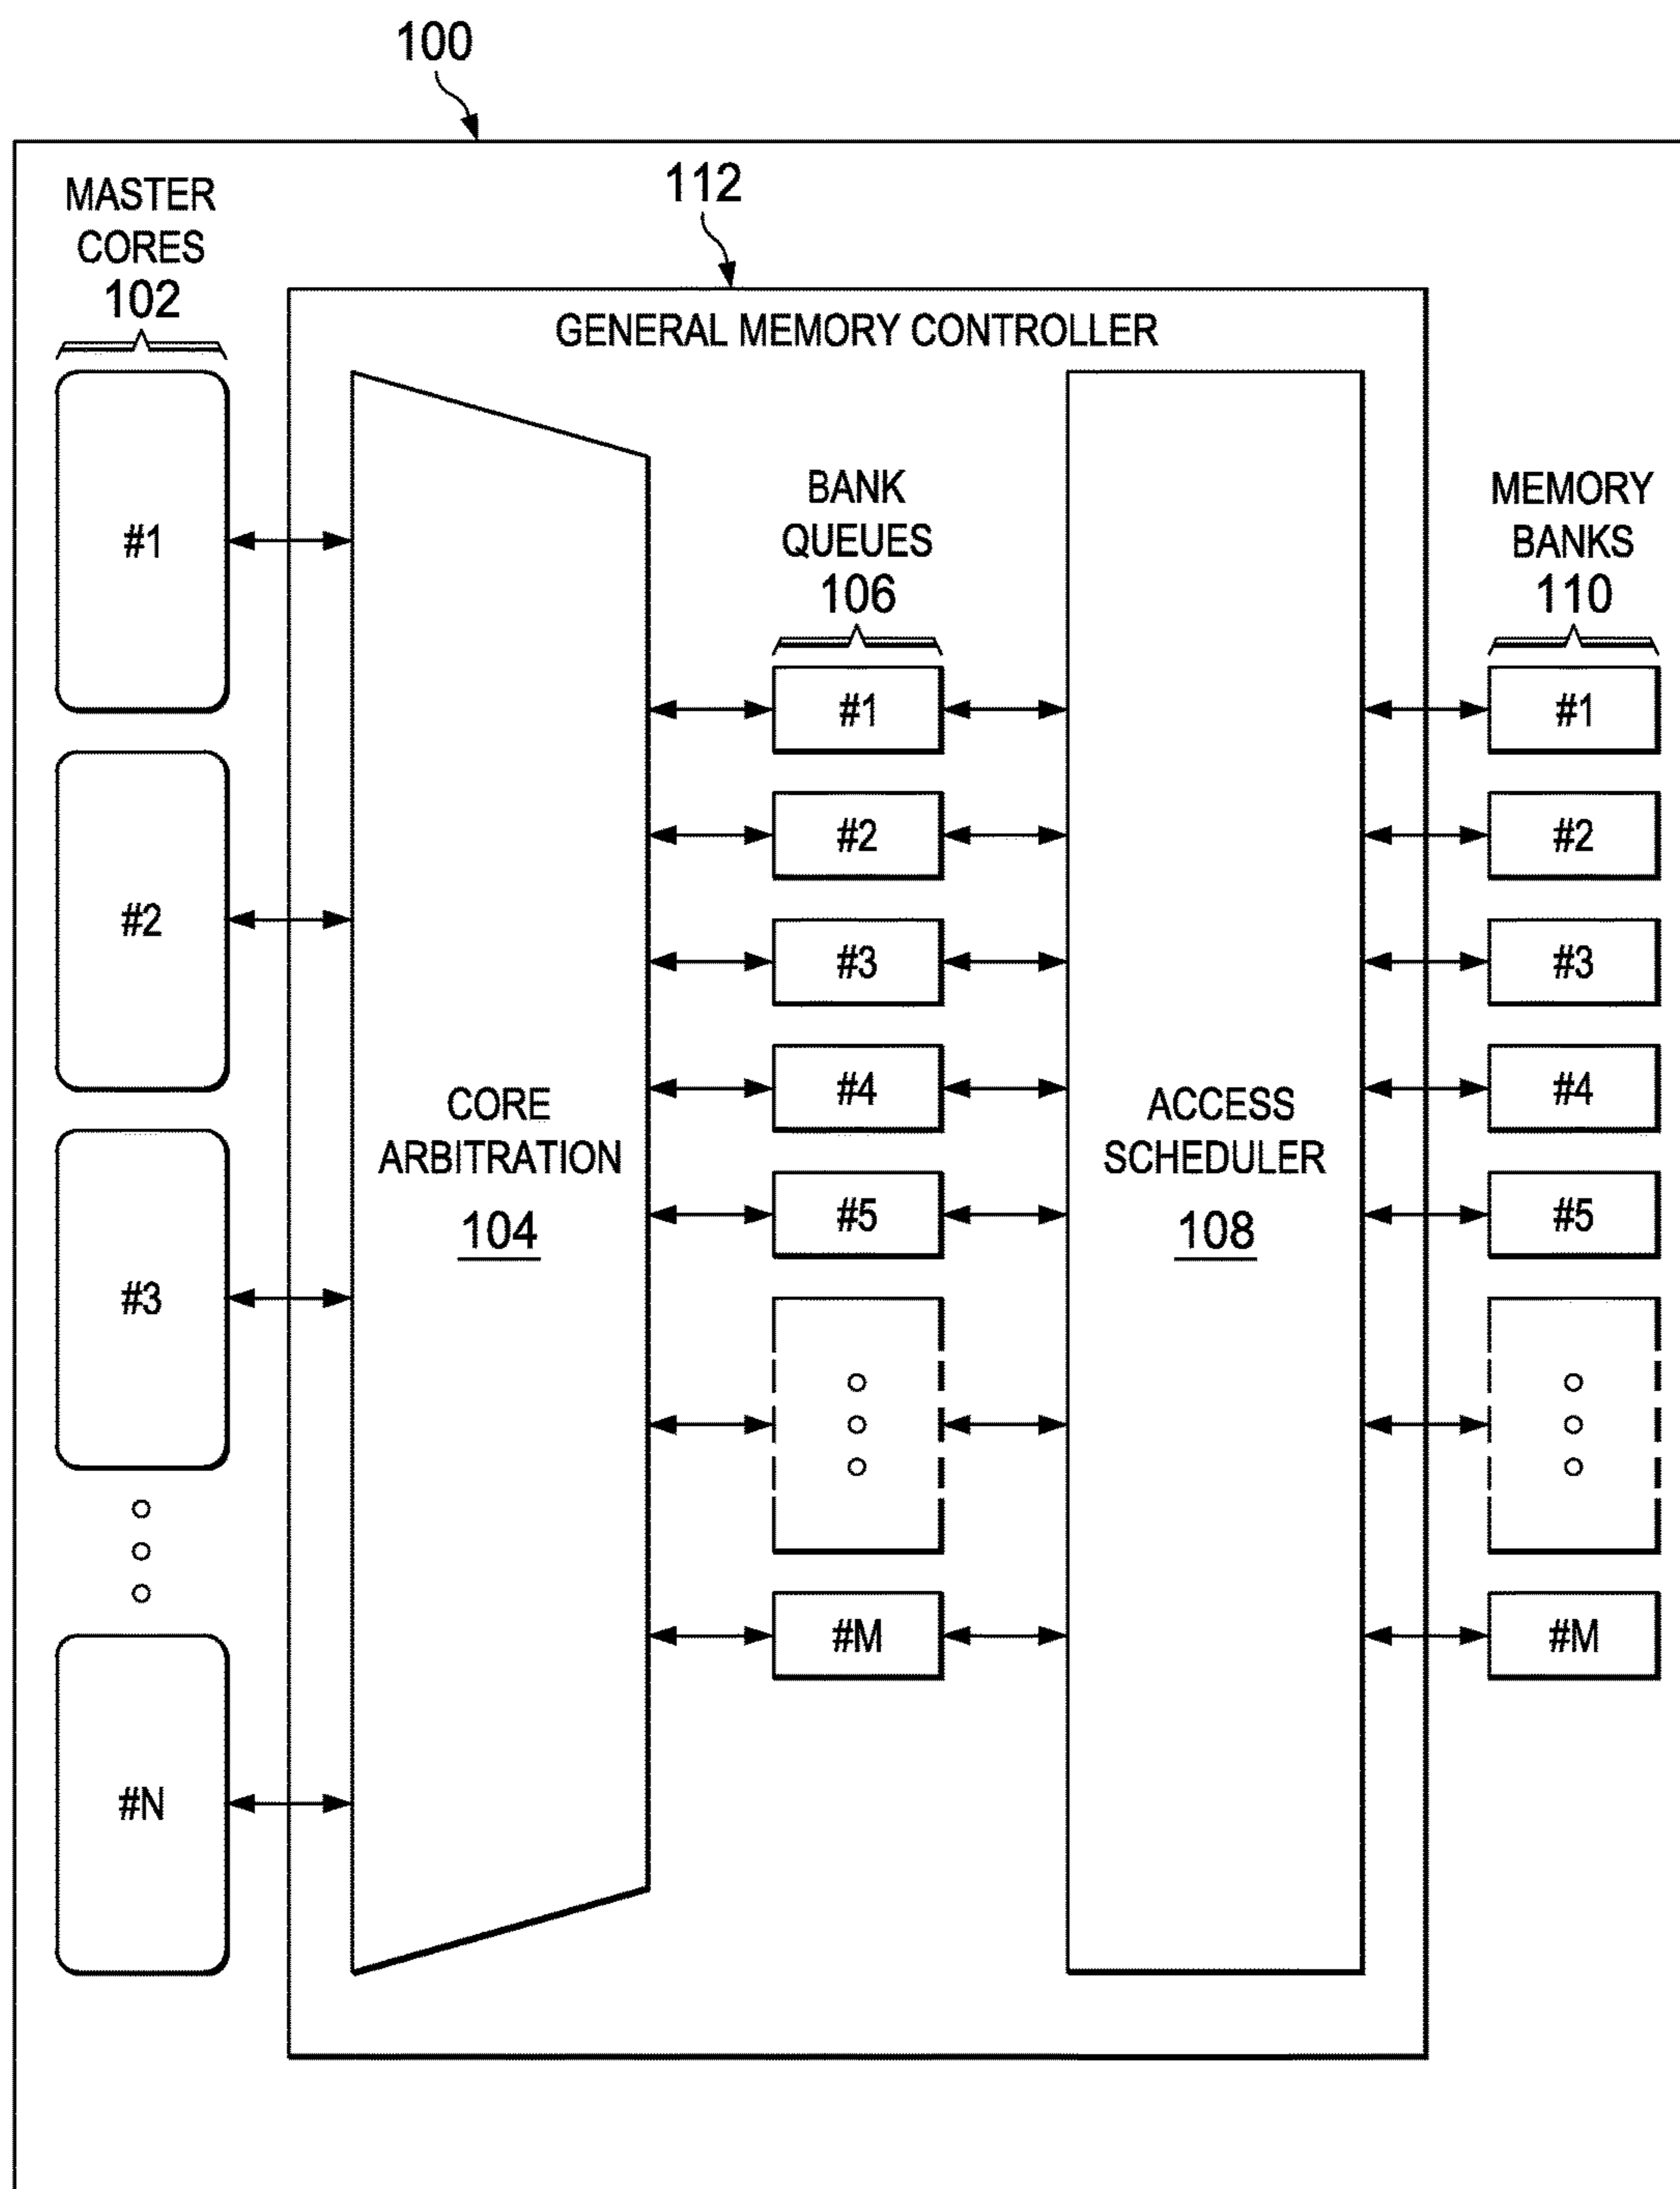 100
112
MASTER
CORES
102
GENERAL MEMORY CONTROLLER
#1
#2
#3
#N
CORE
ARBITRATION
104
BANK
QUEUES
106
#1
#2
#3
#4
#5
#M
ACCESS
SCHEDULER
108
MEMORY
BANKS
110
#1
#2
#3
#4
#5
#M